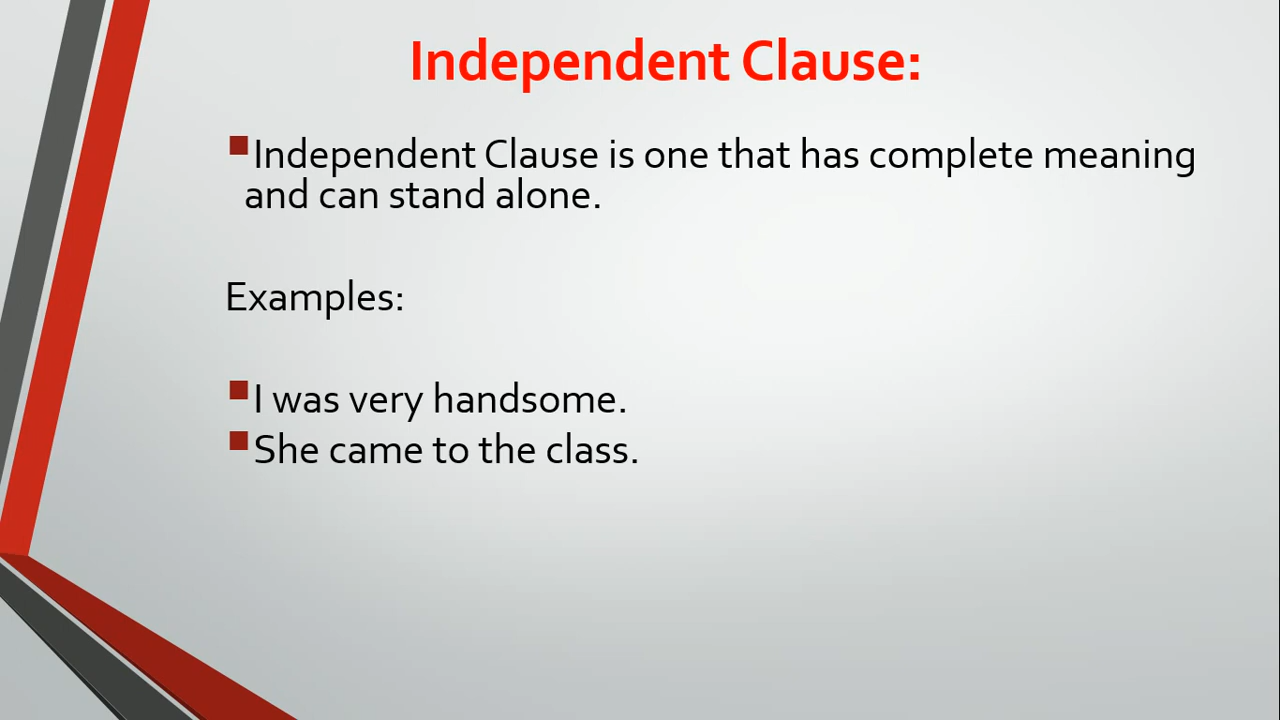 Independent Clause:
Independent Clause is one that has complete meaning
and can stand alone.
Examples:
I was very handsome.
She came to the class.